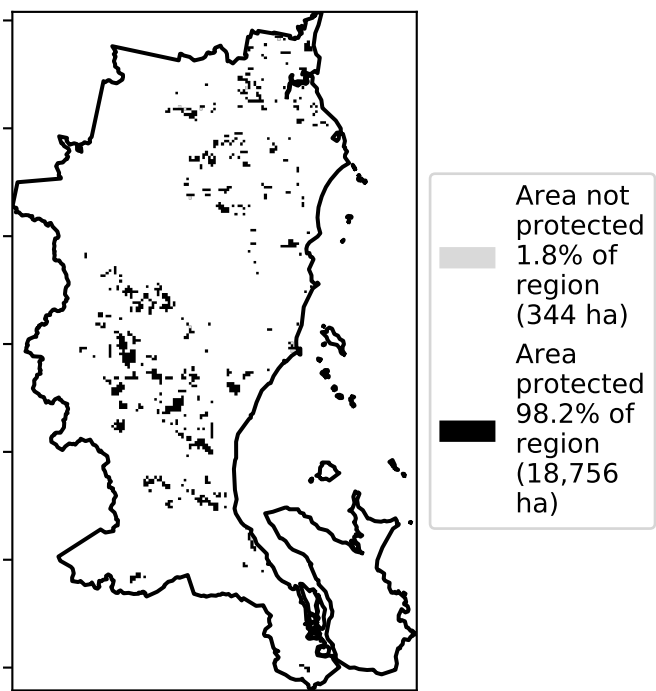 Area not
protected
1.8% of
region
(344 ha)
Area
protected
98.2% of
region
(18,756
ha)